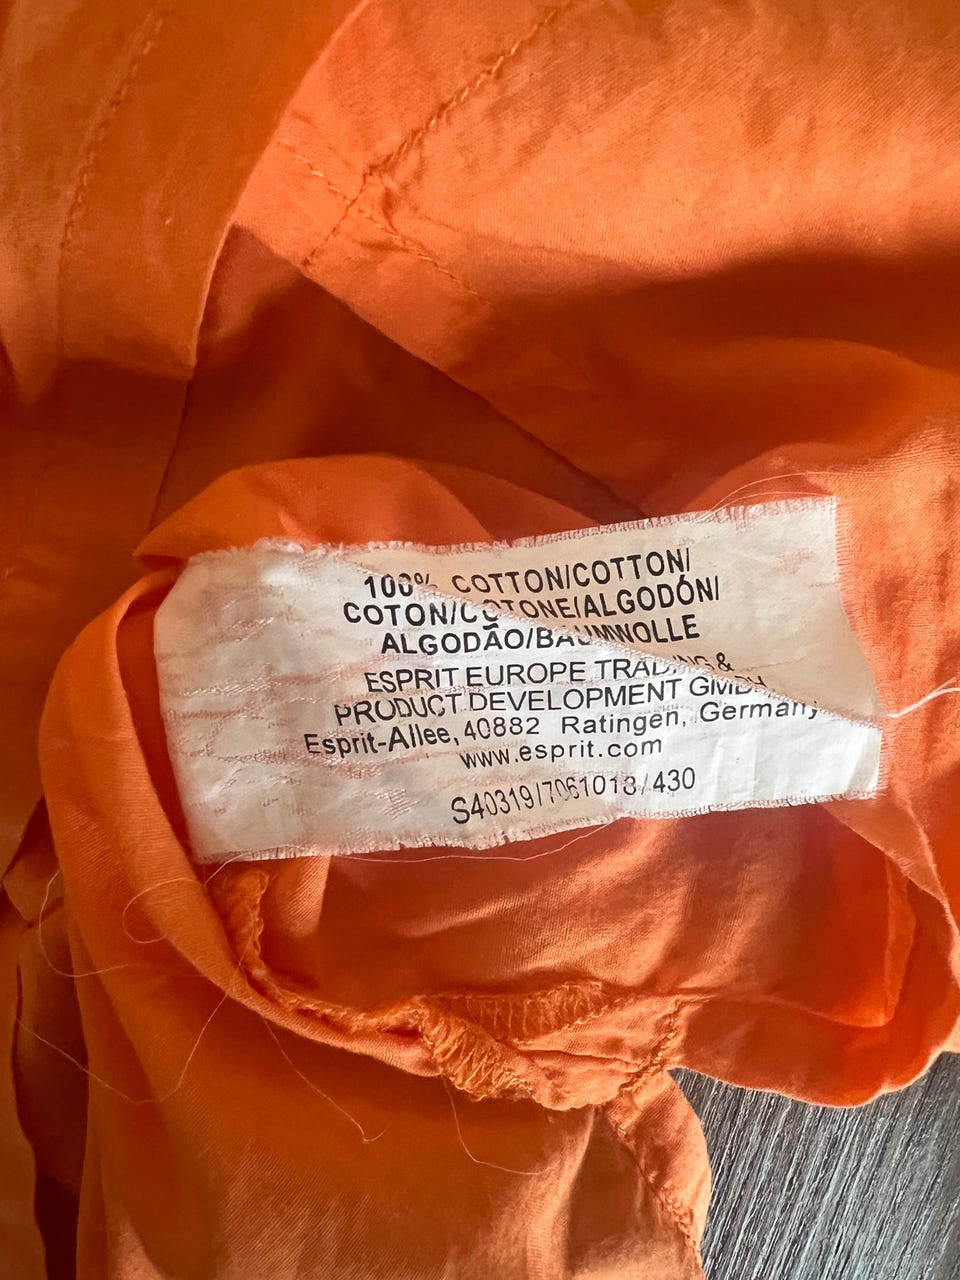 100% COTTON/COTTON/
COTON/COTONE/ALGODÓN/
ALGODÃO/BAUMWOLLE
ESPRIT EUROPE TRADING &
PRODUCT DEVELOPMENT GMBH
Esprit-Allee, 40882 Ratingen, Germany
www.esprit.com
S40319/7061018/430